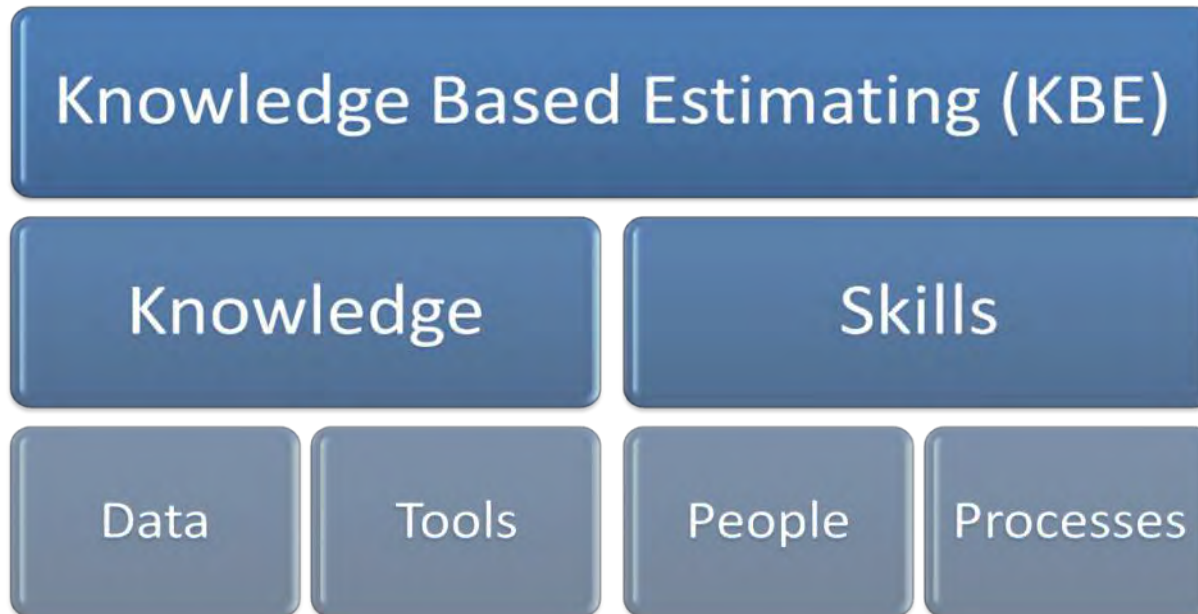 Knowledge Based Estimating (KBE)
Knowledge
Skills
Data
Tools
People
Processes